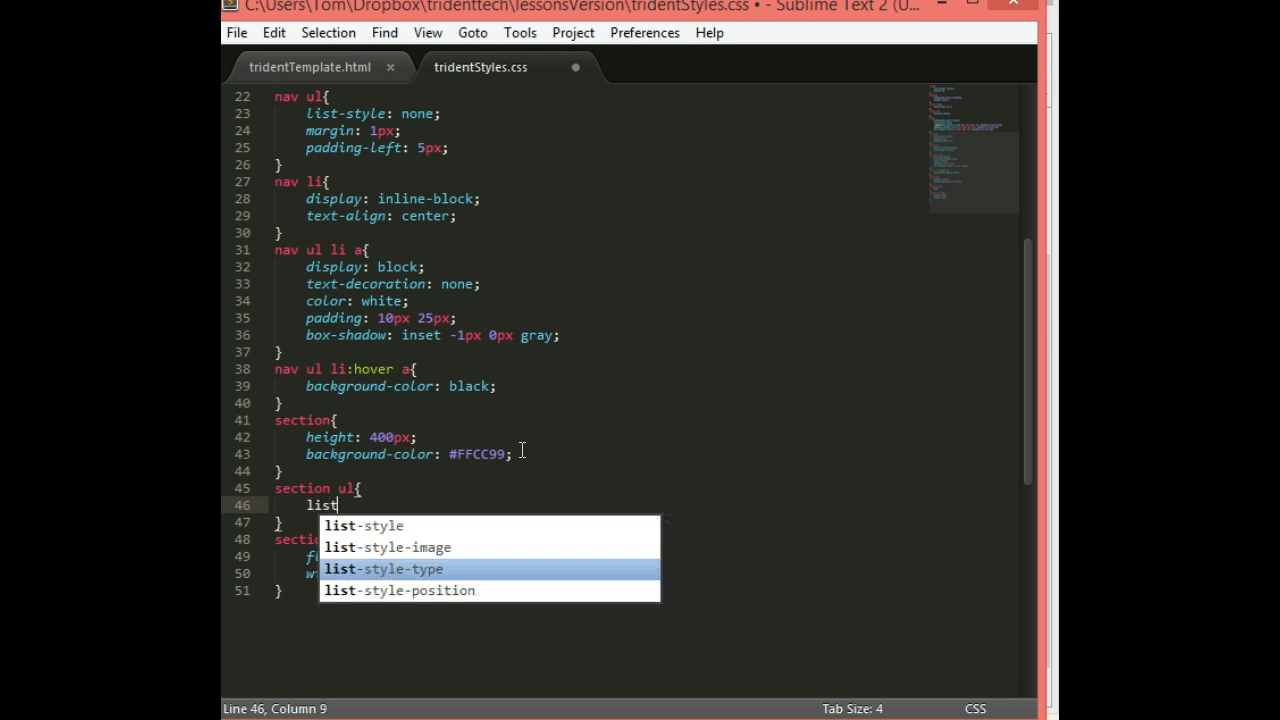 C:\Users\Tom\Dropbox\tridenttech\lessonsVersion\tridentStyles.css • - Sublime Text 2 (U...
File Edit Selection Find View Goto Tools Project Preferences Help
tridentTemplate.html × tridentStyles.css
22 nav ul{
23 list-style: none;
24 margin: 1px;
25 padding-left: 5px;
26 }
27 nav li{
28 display: inline-block;
29 text-align: center;
30 }
31 nav ul li a{
32 display: block;
33 text-decoration: none;
34 color: white;
35 padding: 10px 25px;
36 box-shadow: inset -1px 0px gray;
37 }
38 nav ul li:hover a{
39 background-color: black;
40 }
41 section{
42 height: 400px;
43 background-color: #FFCC99;
44 }
45 section ul{
46 list
47 }
list-style
list-style-image
list-style-type
list-style-position
48 sectio
49 fl
50 w
51 }
Line 46, Column 9 Tab Size: 4 CSS